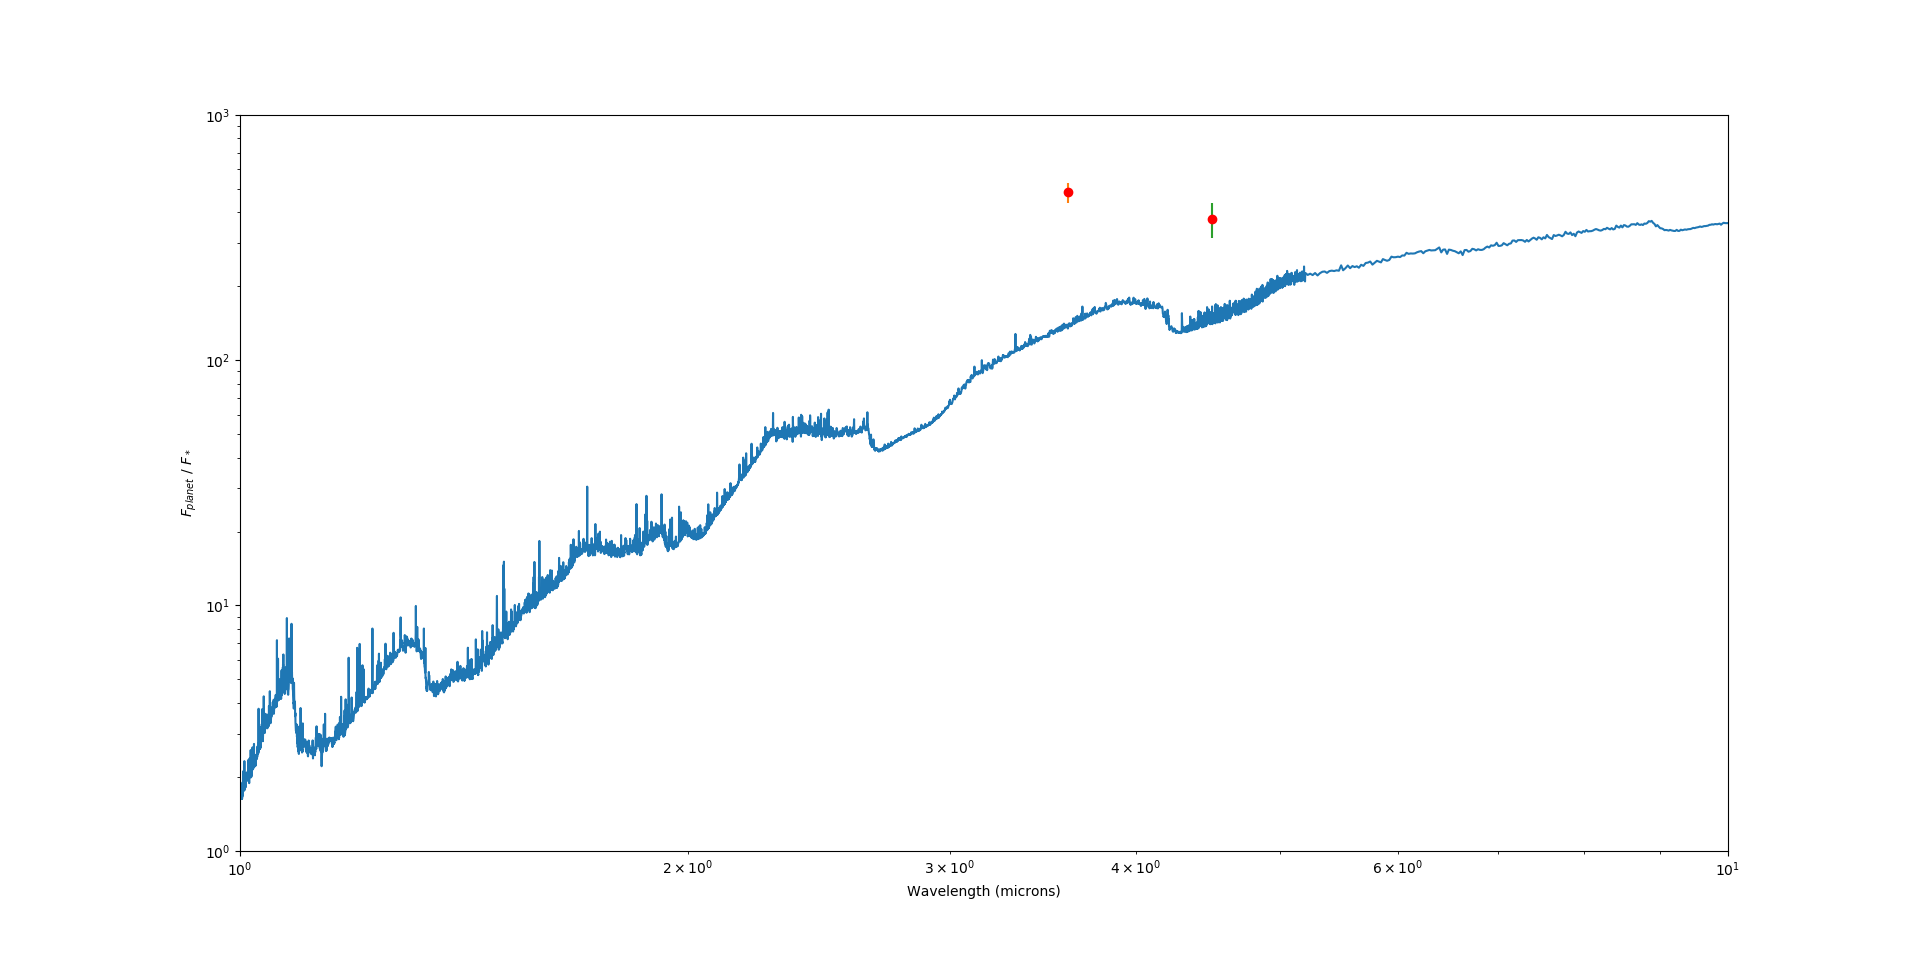 10³
10²
10¹
10⁰
F_planet / F_*
10⁰
2 × 10⁰
3 × 10⁰
4 × 10⁰
6 × 10⁰
10¹
Wavelength (microns)